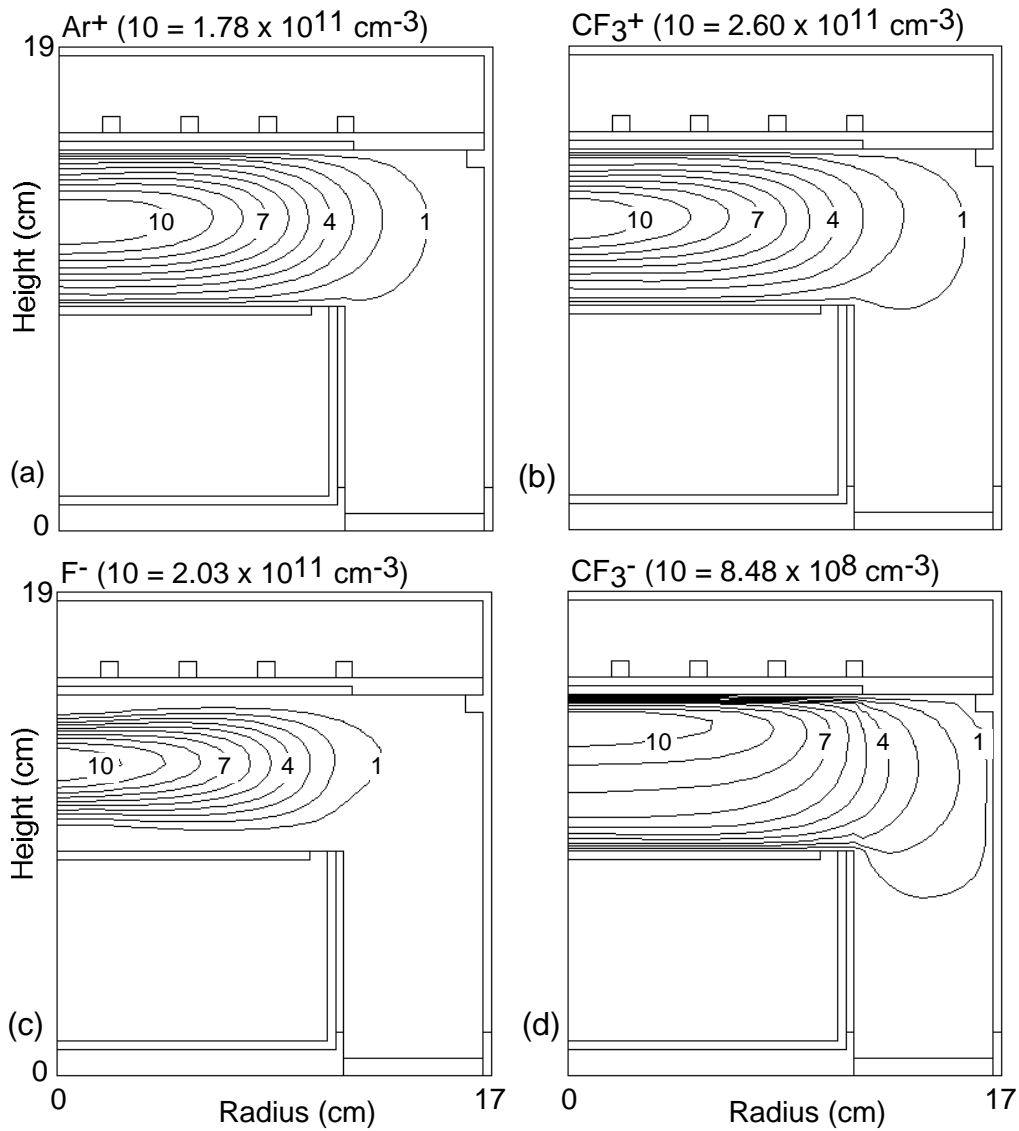 Ar+ (10 = 1.78 x 10^11 cm-3)
CF3+ (10 = 2.60 x 10^11 cm-3)
19
Height (cm)
10 7 4 1
10 7 4 1
(a)
(b)
0
F- (10 = 2.03 x 10^11 cm-3)
CF3- (10 = 8.48 x 10^8 cm-3)
19
Height (cm)
10 7 4 1
10 7 4 1
(c)
(d)
0
0 Radius (cm) 17
0 Radius (cm) 17